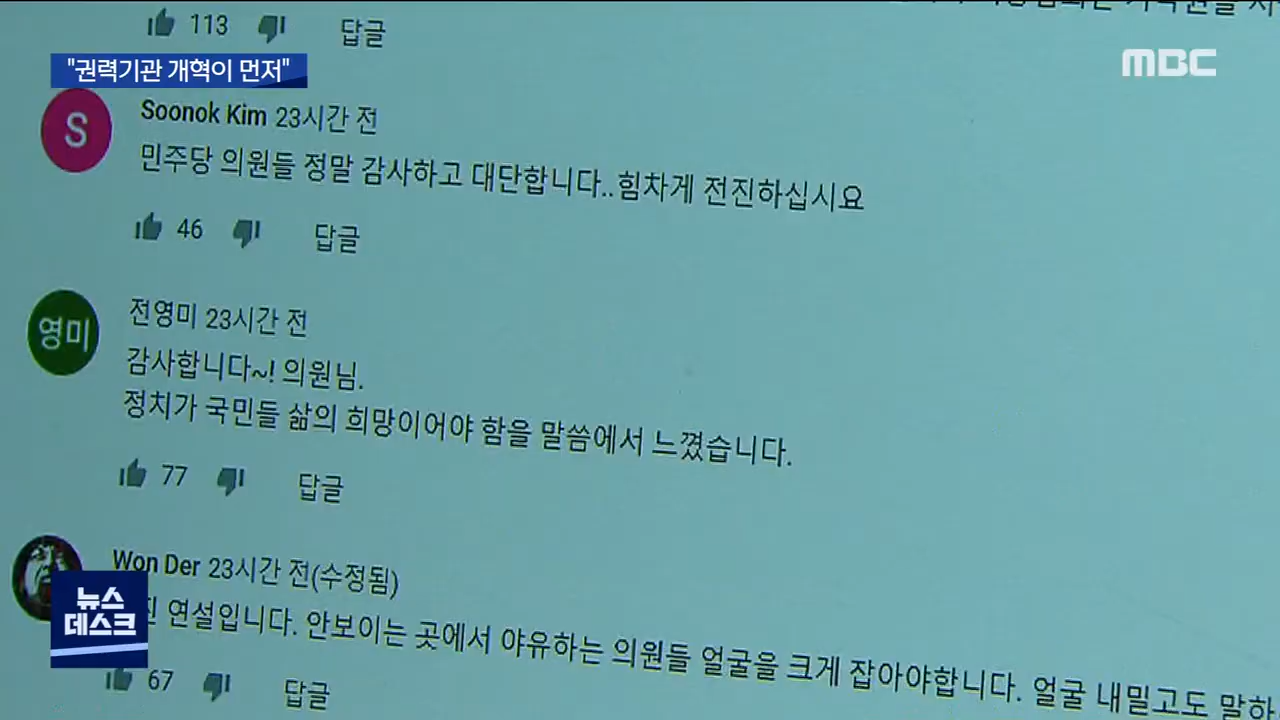 113 답글
"권력기관 개혁이 먼저"
MBC
S
Soonok Kim 23시간 전
민주당 의원들 정말 감사하고 대단합니다..힘차게 전진하십시요
46 답글
영미
전영미 23시간 전
감사합니다~! 의원님.
정치가 국민들 삶의 희망이어야 함을 말씀에서 느꼈습니다.
77 답글
Won Der 23시간 전(수정됨)
연설입니다. 안보이는 곳에서 야유하는 의원들 얼굴을 크게 잡아야합니다. 얼굴 내밀고도 말하
뉴스
데스크
67 답글